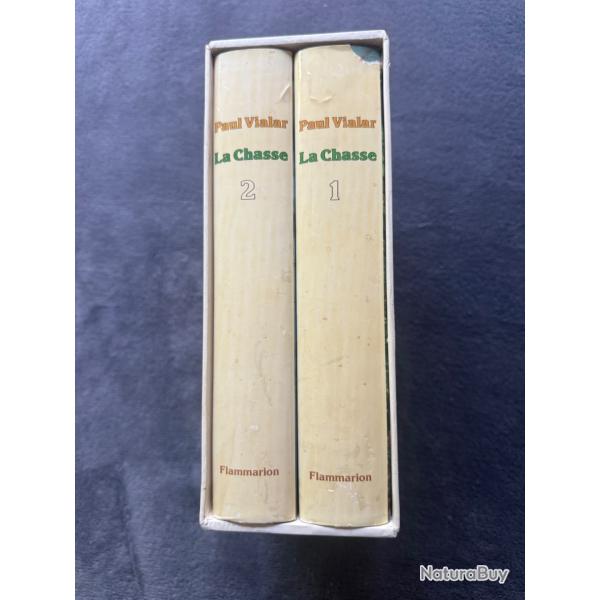 Paul Vialar
La Chasse
2
Flammarion
Paul Vialar
La Chasse
1
Flammarion
NaturaBuy